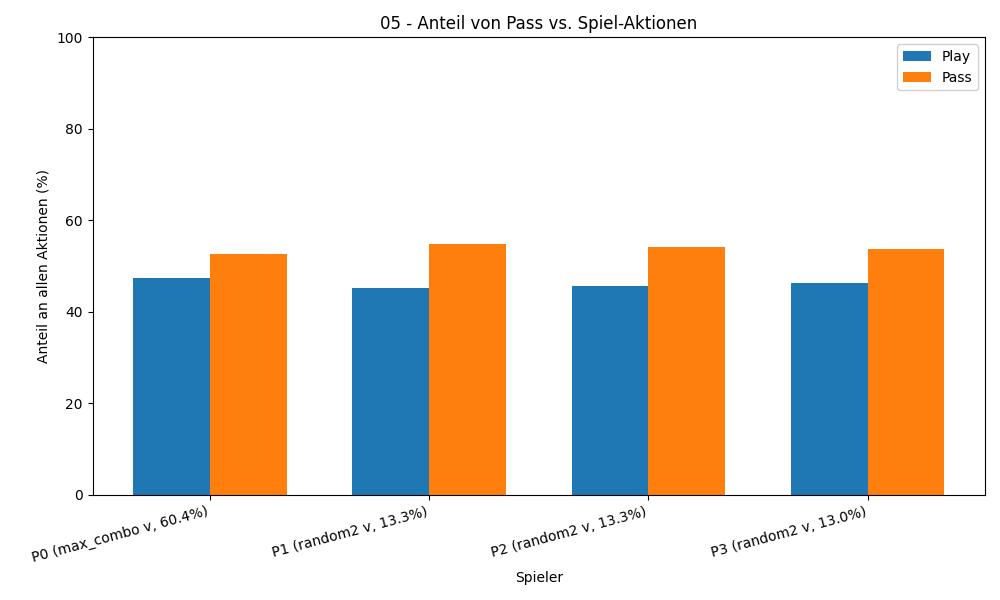 05 - Anteil von Pass vs. Spiel-Aktionen
Play
Pass
Anteil an allen Aktionen (%)
100
80
60
40
20
0
P0 (max_combo v, 60.4%)
P1 (random2 v, 13.3%)
P2 (random2 v, 13.3%)
P3 (random2 v, 13.0%)
Spieler